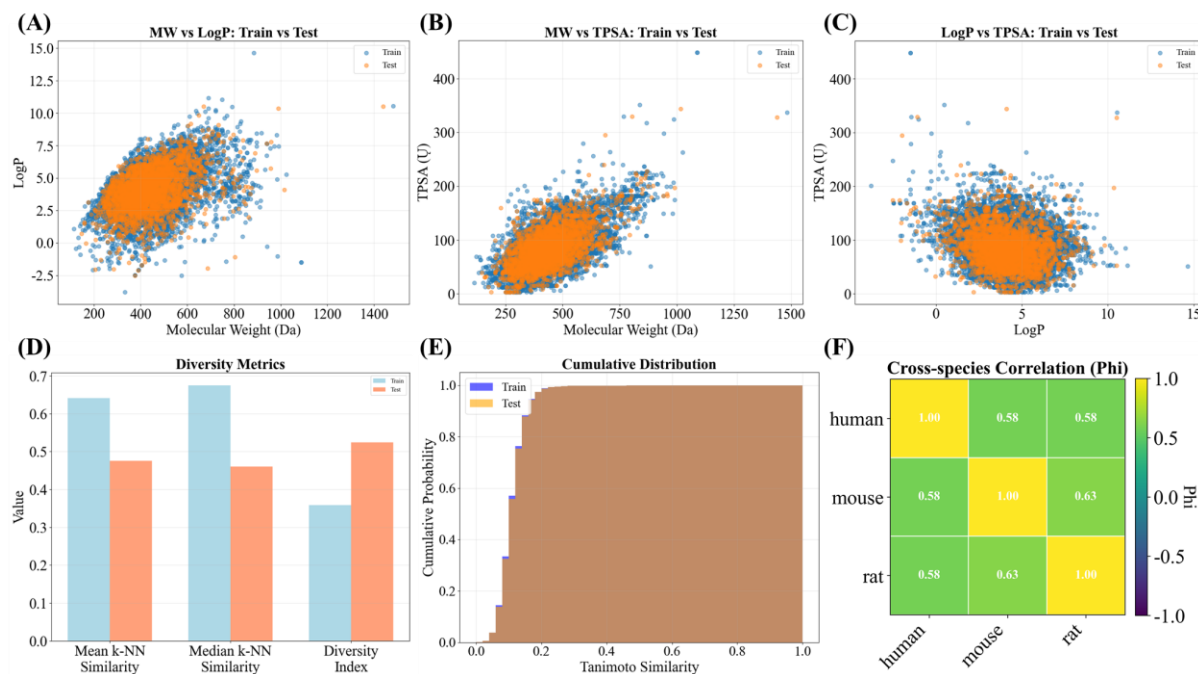 (A)
MW vs LogP: Train vs Test
Train
Test
15.0
12.5
10.0
7.5
5.0
2.5
0.0
-2.5
LogP
200 400 600 800 1000 1200 1400
Molecular Weight (Da)
(B)
MW vs TPSA: Train vs Test
Train
Test
400
300
200
100
0
TPSA (Ų)
250 500 750 1000 1250 1500
Molecular Weight (Da)
(C)
LogP vs TPSA: Train vs Test
Train
Test
400
300
200
100
0
TPSA (Ų)
0 5 10 15
LogP
(D)
Diversity Metrics
Train
Test
0.7
0.6
0.5
0.4
0.3
0.2
0.1
0.0
Value
Mean k-NN
Similarity
Median k-NN
Similarity
Diversity
Index
(E)
Cumulative Distribution
Train
Test
1.0
0.8
0.6
0.4
0.2
0.0
Cumulative Probability
0.0 0.2 0.4 0.6 0.8 1.0
Tanimoto Similarity
(F)
Cross-species Correlation (Phi)
human
1.00 0.58 0.58
mouse
0.58 1.00 0.63
rat
0.58 0.63 1.00
human
mouse
rat
1.0
0.5
0.0
-0.5
-1.0
Phi